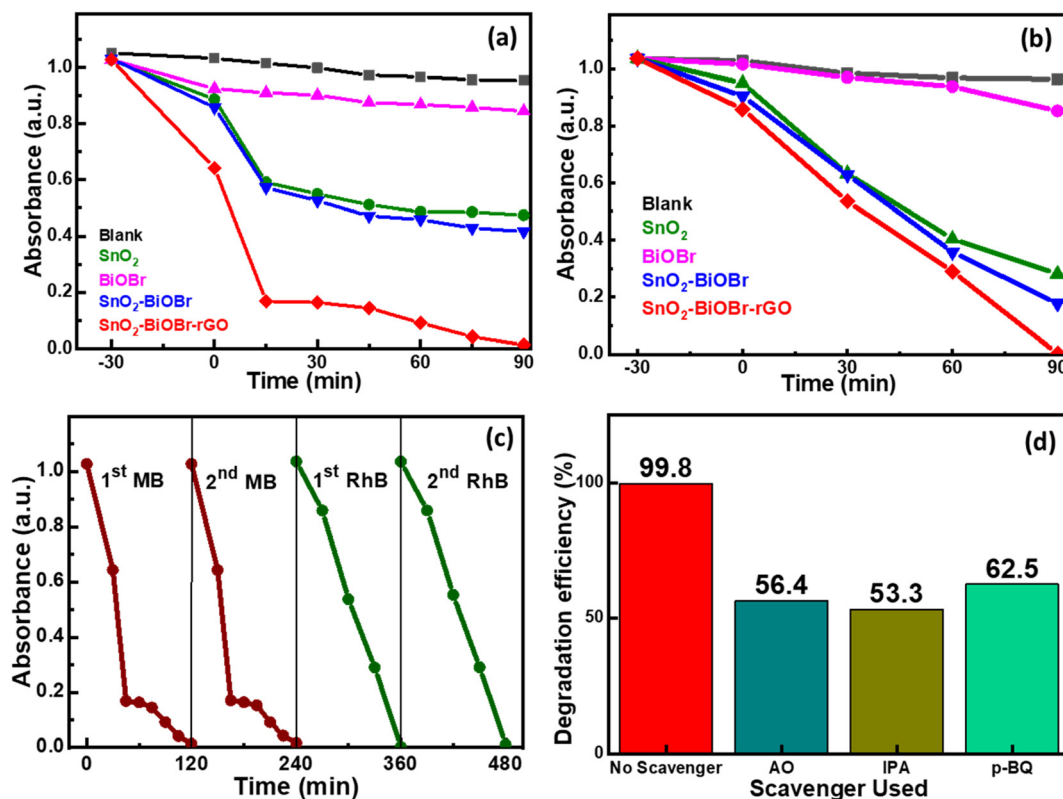 (a)
Absorbance (a.u.)
1.0
0.8
0.6
0.4
0.2
0.0
Blank
SnO₂
BiOBr
SnO₂-BiOBr
SnO₂-BiOBr-rGO
-30 0 30 60 90
Time (min)
(b)
Absorbance (a.u.)
1.0
0.8
0.6
0.4
0.2
0.0
Blank
SnO₂
BiOBr
SnO₂-BiOBr
SnO₂-BiOBr-rGO
-30 0 30 60 90
Time (min)
(c)
Absorbance (a.u.)
1.0
0.8
0.6
0.4
0.2
0.0
1st MB
2nd MB
1st RhB
2nd RhB
0 120 240 360 480
Time (min)
(d)
Degradation efficiency (%)
100
50
0
99.8
56.4
53.3
62.5
No Scavenger AO IPA p-BQ
Scavenger Used